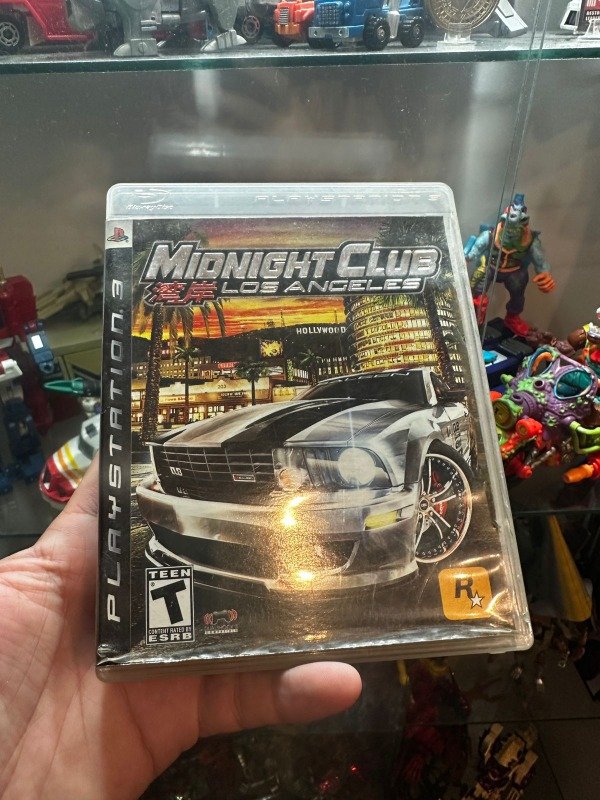 Blu-ray Disc
PLAYSTATION 3
PLAYSTATION 3
MIDNIGHT CLUB
湾岸 LOS ANGELES
HOLLYWOOD
TEEN
T
CONTENT RATED BY
ESRB
R